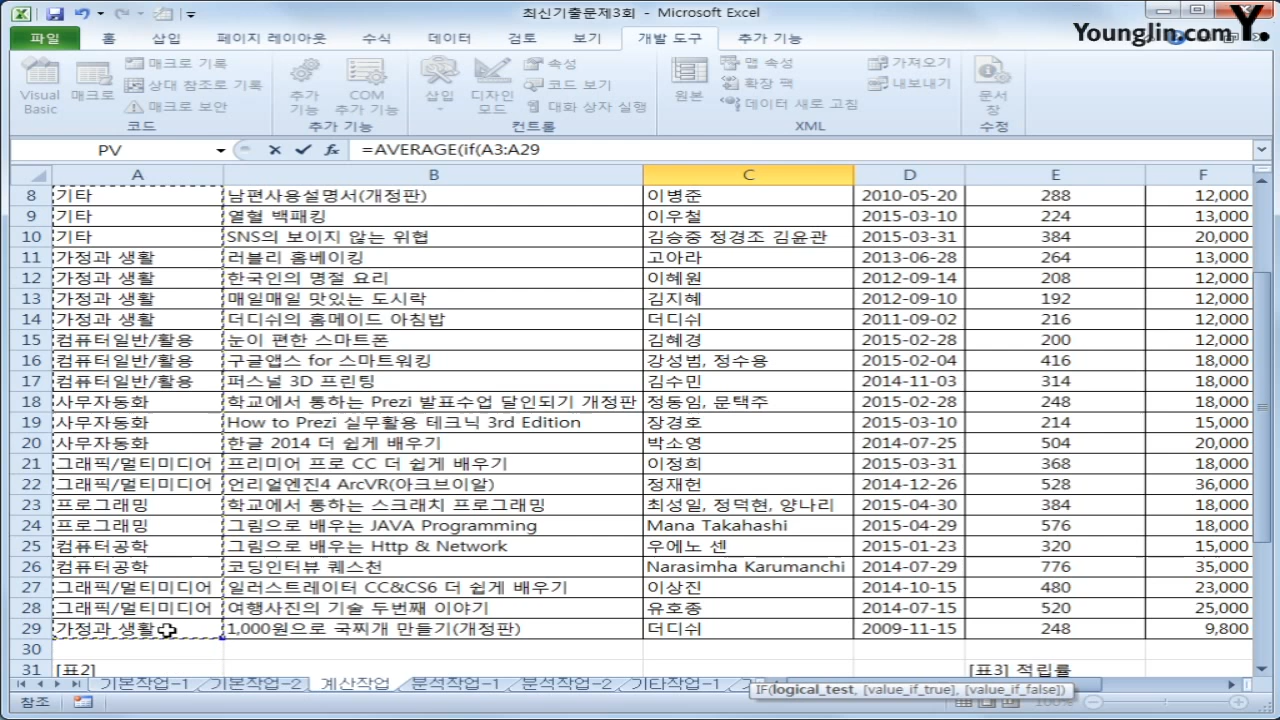 최신기출문제3회 - Microsoft Excel
Younglin.com Y.
파일 홈 삽입 페이지 레이아웃 수식 데이터 검토 보기 개발 도구 추가 기능
Visual Basic 매크로 매크로 기록 상대 참조로 기록 매크로 보안
추가 기능 COM 추가 기능
삽입 디자인 모드 속성 코드 보기 대화 상자 실행
원본 맵 속성 확장 팩 데이터 새로 고침 가져오기 내보내기
문서 창
코드 추가 기능 컨트롤 XML 수정
PV =AVERAGE(if(A3:A29
A B C D E F
8 기타 남편사용설명서(개정판) 이병준 2010-05-20 288 12,000
9 기타 열혈 백패킹 이우철 2015-03-10 224 13,000
10 기타 SNS의 보이지 않는 위협 김승중 정경조 김윤관 2015-03-31 384 20,000
11 가정과 생활 러블리 홈베이킹 고아라 2013-06-28 264 13,000
12 가정과 생활 한국인의 명절 요리 이혜원 2012-09-14 208 12,000
13 가정과 생활 매일매일 맛있는 도시락 김지혜 2012-09-10 192 12,000
14 가정과 생활 더디쉬의 홈메이드 아침밥 더디쉬 2011-09-02 216 12,000
15 컴퓨터일반/활용 눈이 편한 스마트폰 김혜경 2015-02-28 200 12,000
16 컴퓨터일반/활용 구글앱스 for 스마트워킹 강성범, 정수용 2015-02-04 416 18,000
17 컴퓨터일반/활용 퍼스널 3D 프린팅 김수민 2014-11-03 314 18,000
18 사무자동화 학교에서 통하는 Prezi 발표수업 달인되기 개정판 정동임, 문택주 2015-02-28 248 18,000
19 사무자동화 How to Prezi 실무활용 테크닉 3rd Edition 장경호 2015-03-10 214 15,000
20 사무자동화 한글 2014 더 쉽게 배우기 박소영 2014-07-25 504 20,000
21 그래픽/멀티미디어 프리미어 프로 CC 더 쉽게 배우기 이정희 2015-03-31 368 18,000
22 그래픽/멀티미디어 언리얼엔진4 ArcVR(아크브이알) 정재헌 2014-12-26 528 36,000
23 프로그래밍 학교에서 통하는 스크래치 프로그래밍 최성일, 정덕현, 양나리 2015-04-30 384 18,000
24 프로그래밍 그림으로 배우는 JAVA Programming Mana Takahashi 2015-04-29 576 18,000
25 컴퓨터공학 그림으로 배우는 Http & Network 우에노 센 2015-01-23 320 15,000
26 컴퓨터공학 코딩인터뷰 퀘스천 Narasimha Karumanchi 2014-07-29 776 35,000
27 그래픽/멀티미디어 일러스트레이터 CC&CS6 더 쉽게 배우기 이상진 2014-10-15 480 23,000
28 그래픽/멀티미디어 여행사진의 기술 두번째 이야기 유호종 2014-07-15 520 25,000
29 가정과 생활 1,000원으로 국찌개 만들기(개정판) 더디쉬 2009-11-15 248 9,800
30
31 [표2] [표3] 적립률
기본작업-1 기본작업-2 계산작업 분석작업-1 분석작업-2 기타작업-1
IF(logical_test, [value_if_true], [value_if_false])
참조 100%